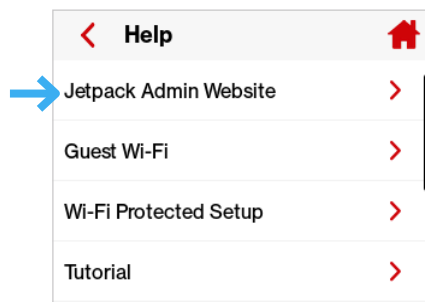 Help
Jetpack Admin Website
Guest Wi-Fi
Wi-Fi Protected Setup
Tutorial